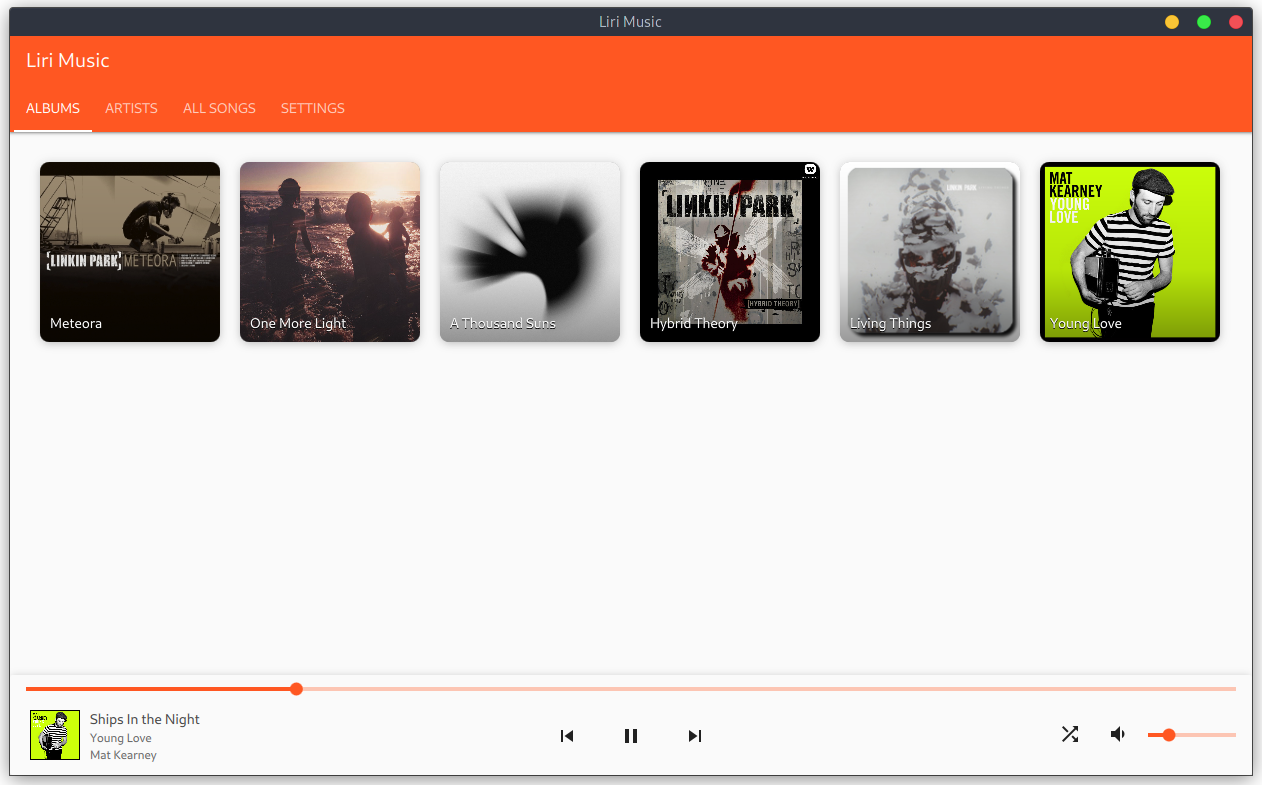 Liri Music
Liri Music
ALBUMS ARTISTS ALL SONGS SETTINGS
LINKIN PARK METEORA
Meteora
One More Light
A Thousand Suns
LINKIN PARK
HYBRID THEORY
Hybrid Theory
LINKIN PARK
Living Things
MAT
KEARNEY
YOUNG
LOVE
Young Love
Ships In the Night
Young Love
Mat Kearney